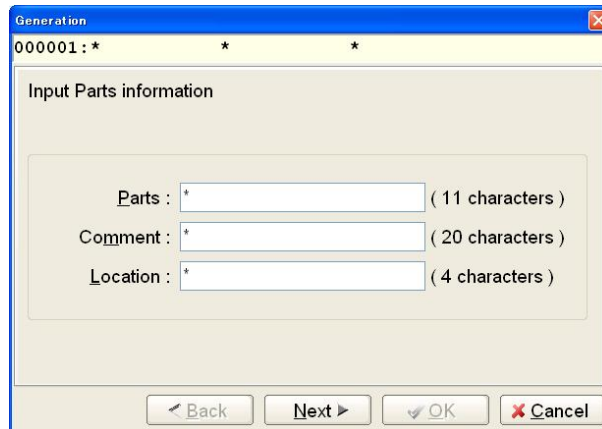 Generation
000001:* * *
Input Parts information
Parts : * ( 11 characters )
Comment : * ( 20 characters )
Location : * ( 4 characters )
Back Next OK Cancel